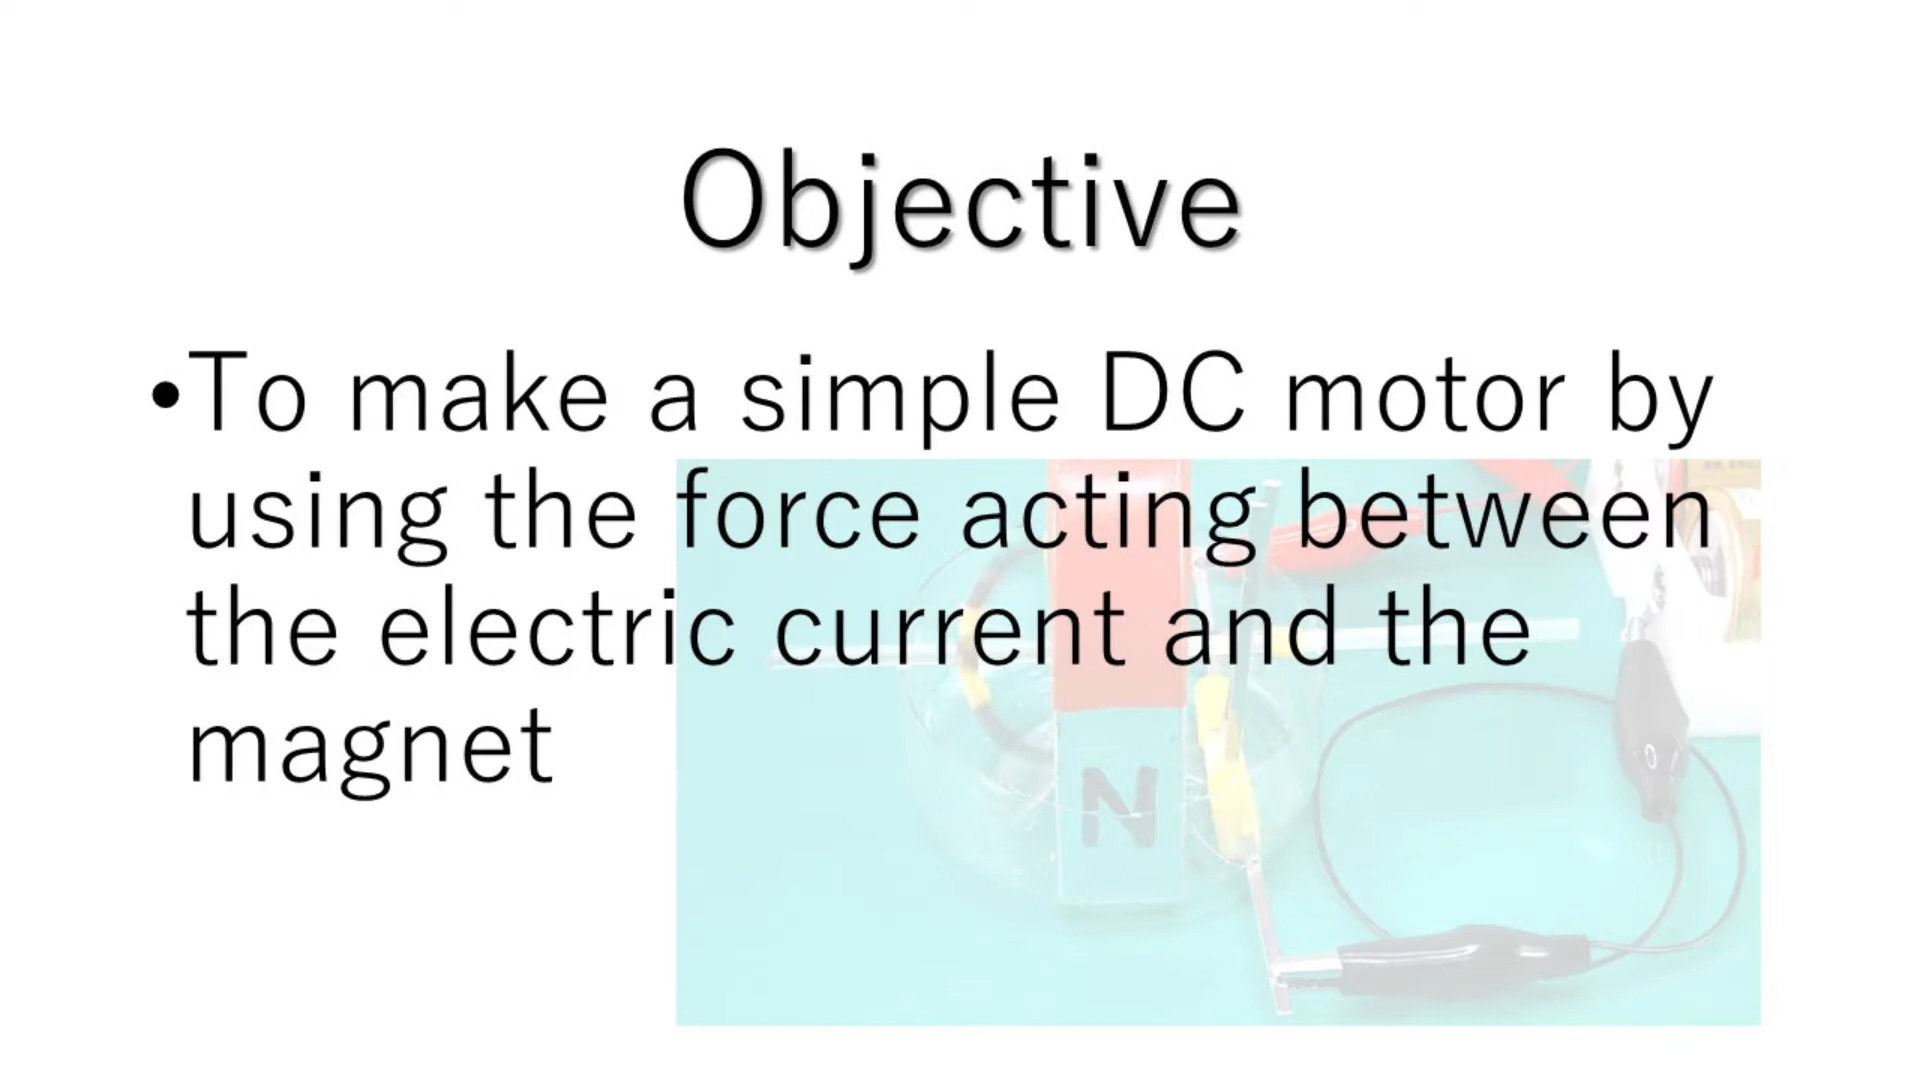 Objective
•To make a simple DC motor by
using the force acting between
the electric current and the
magnet
N